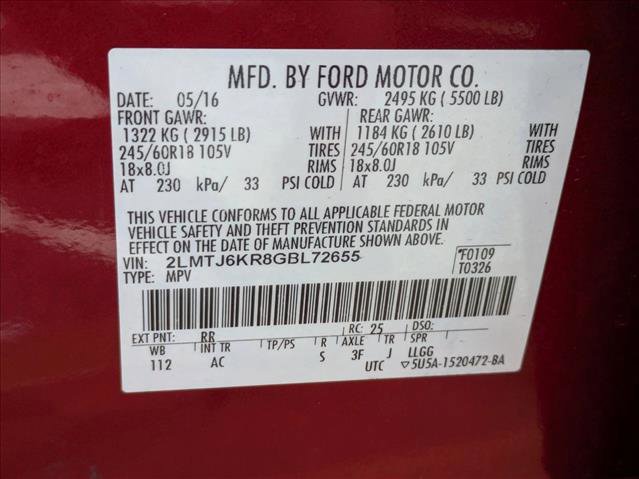 MFD. BY FORD MOTOR CO.
DATE: 05/16 GVWR: 2495 KG ( 5500 LB)
FRONT GAWR: REAR GAWR:
1322 KG ( 2915 LB) WITH 1184 KG ( 2610 LB) WITH
245/60R18 105V TIRES 245/60R18 105V TIRES
18x8.0J RIMS 18x8.0J RIMS
AT 230 kPa/ 33 PSI COLD AT 230 kPa/ 33 PSI COLD
THIS VEHICLE CONFORMS TO ALL APPLICABLE FEDERAL MOTOR
VEHICLE SAFETY AND THEFT PREVENTION STANDARDS IN
EFFECT ON THE DATE OF MANUFACTURE SHOWN ABOVE.
VIN: 2LMTJ6KR8GBL72655 F0109
TYPE: MPV T0326
EXT PNT: RR RC: 25 DSO:
WB INT TR TP/PS R AXLE TR SPR
112 AC S 3F J LLGG
UTC ▽5U5A-1520472-BA